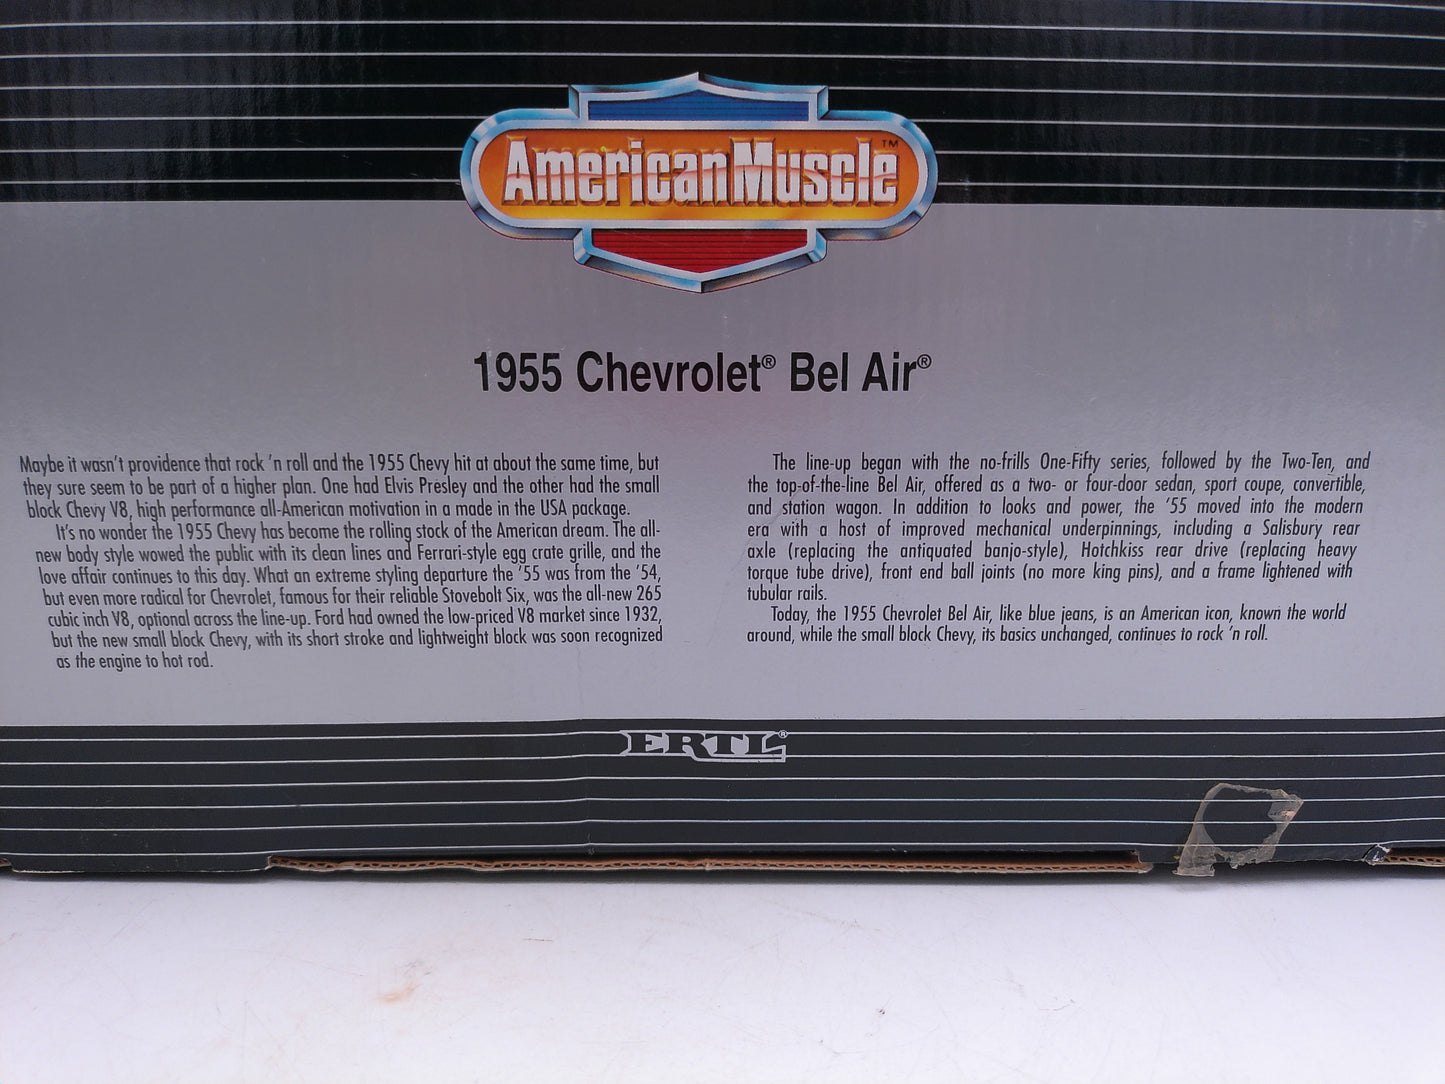 AmericanMuscle™
1955 Chevrolet® Bel Air®
Maybe it wasn't providence that rock 'n roll and the 1955 Chevy hit at about the same time, but
they sure seem to be part of a higher plan. One had Elvis Presley and the other had the small
block Chevy V8, high performance all-American motivation in a made in the USA package.
It's no wonder the 1955 Chevy has become the rolling stock of the American dream. The all-
new body style wowed the public with its clean lines and Ferrari-style egg crate grille, and the
love affair continues to this day. What an extreme styling departure the '55 was from the '54,
but even more radical for Chevrolet, famous for their reliable Stovebolt Six, was the all-new 265
cubic inch V8, optional across the line-up. Ford had owned the low-priced V8 market since 1932,
but the new small block Chevy, with its short stroke and lightweight block was soon recognized
as the engine to hot rod.
The line-up began with the no-frills One-Fifty series, followed by the Two-Ten, and
the top-of-the-line Bel Air, offered as a two- or four-door sedan, sport coupe, convertible,
and station wagon. In addition to looks and power, the '55 moved into the modern
era with a host of improved mechanical underpinnings, including a Salisbury rear
axle (replacing the antiquated banjo-style), Hotchkiss rear drive (replacing heavy
torque tube drive), front end ball joints (no more king pins), and a frame lightened with
tubular rails.
Today, the 1955 Chevrolet Bel Air, like blue jeans, is an American icon, known the world
around, while the small block Chevy, its basics unchanged, continues to rock 'n roll.
ERTL®